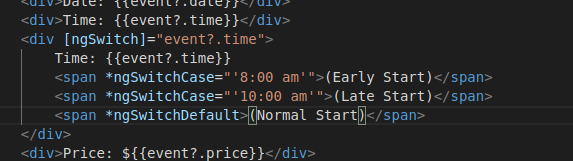 <div>Date: {{event?.date}}</div>
<div>Time: {{event?.time}}</div>
<div [ngSwitch]="event?.time">
Time: {{event?.time}}
<span *ngSwitchCase="'8:00 am'">(Early Start)</span>
<span *ngSwitchCase="'10:00 am'">(Late Start)</span>
<span *ngSwitchDefault>(Normal Start)</span>
</div>
<div>Price: ${{event?.price}}</div>